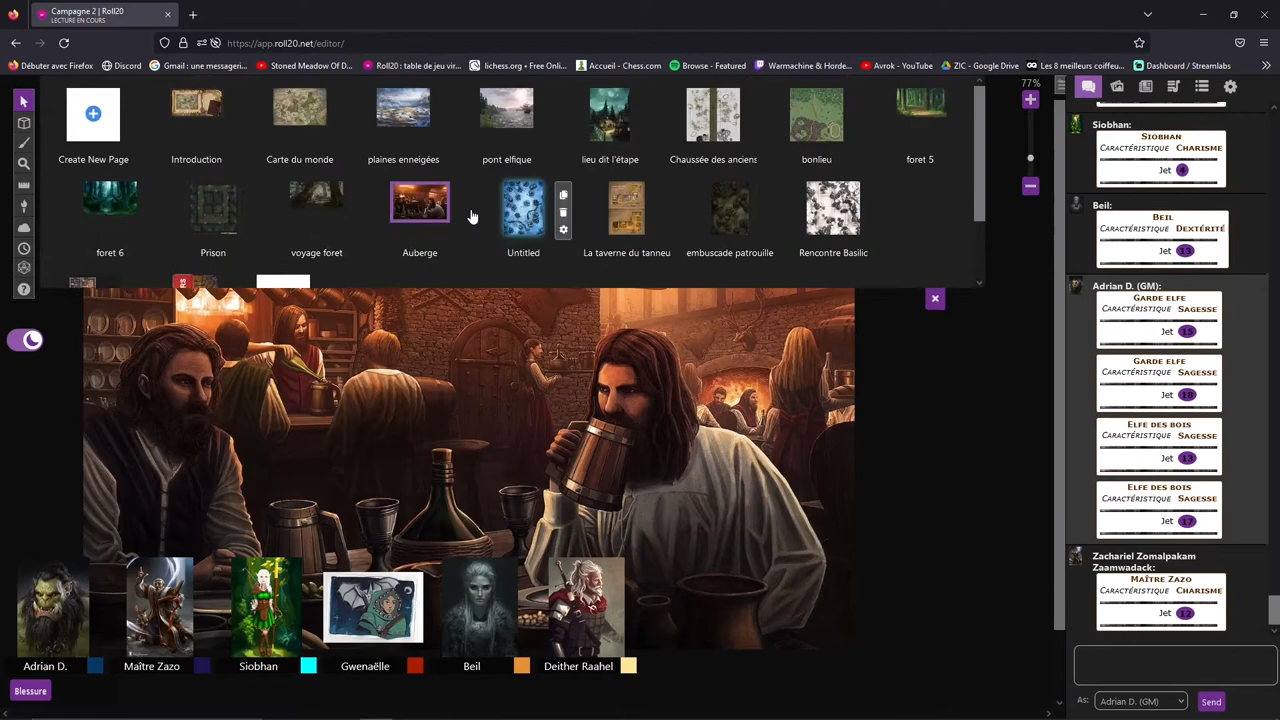 Campagne 2 | Roll20
LECTURE EN COURS
https://app.roll20.net/editor/
Débuter avec Firefox
Discord
Gmail : une messageri...
Stoned Meadow Of D...
Roll20 : table de jeu vir...
lichess.org • Free Onli...
Accueil - Chess.com
Browse - Featured
Warmachine & Horde...
Avrok - YouTube
ZIC - Google Drive
Les 8 meilleurs coiffeur...
Dashboard / Streamlabs
77%
Create New Page
Introduction
Carte du monde
plaines enneigées
pont elfique
lieu dit l'étape
Chaussée des anciens
bonlieu
foret 5
foret 6
Prison
voyage foret
Auberge
Untitled
La taverne du tanneu
embuscade patrouille
Rencontre Basilic
Siobhan:
SIOBHAN
CARACTÉRISTIQUE CHARISME
Jet 4
Beil:
BEIL
CARACTÉRISTIQUE DEXTÉRITÉ
Jet 13
Adrian D. (GM):
GARDE ELFE
CARACTÉRISTIQUE SAGESSE
Jet 15
GARDE ELFE
CARACTÉRISTIQUE SAGESSE
Jet 18
ELFE DES BOIS
CARACTÉRISTIQUE SAGESSE
Jet 13
ELFE DES BOIS
CARACTÉRISTIQUE SAGESSE
Jet 17
Zachariel Zomalpakam
Zaamwadack:
MAÎTRE ZAZO
CARACTÉRISTIQUE CHARISME
Jet 12
Adrian D.
Maître Zazo
Siobhan
Gwenaëlle
Beil
Deither Raahel
Blessure
As:
Adrian D. (GM)
Send